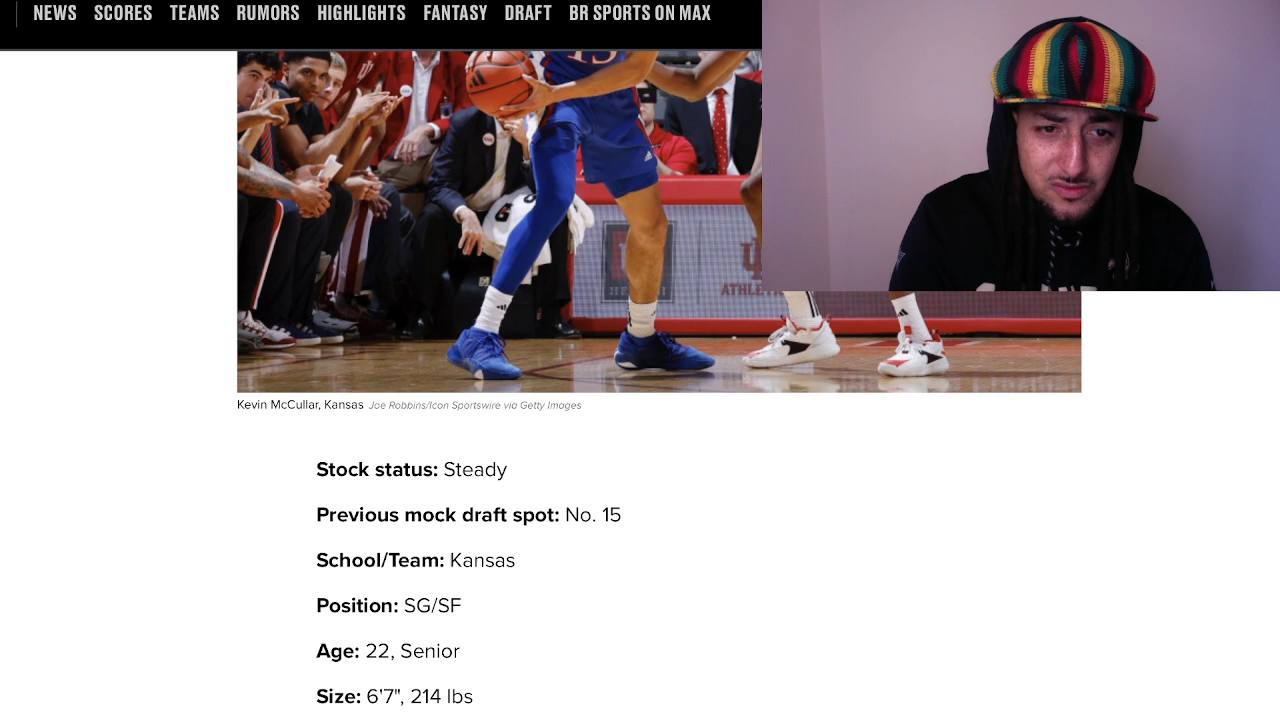 NEWS SCORES TEAMS RUMORS HIGHLIGHTS FANTASY DRAFT BR SPORTS ON MAX
15
ATHLET
Kevin McCullar, Kansas Joe Robbins/Icon Sportswire via Getty Images
Stock status: Steady
Previous mock draft spot: No. 15
School/Team: Kansas
Position: SG/SF
Age: 22, Senior
Size: 6'7", 214 lbs